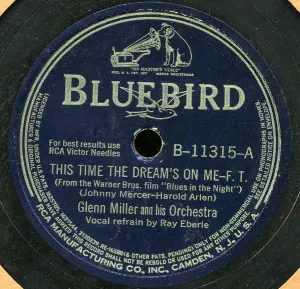 "HIS MASTER'S VOICE"
BLUEBIRD
For best results use
RCA Victor Needles
B-11315-A
THIS TIME THE DREAM'S ON ME–F. T.
(From the Warner Bros. film "Blues in the Night")
(Johnny Mercer-Harold Arlen)
Glenn Miller and his Orchestra
Vocal refrain by Ray Eberle
RCA MANUFACTURING CO., INC., CAMDEN, N. J., U. S. A.